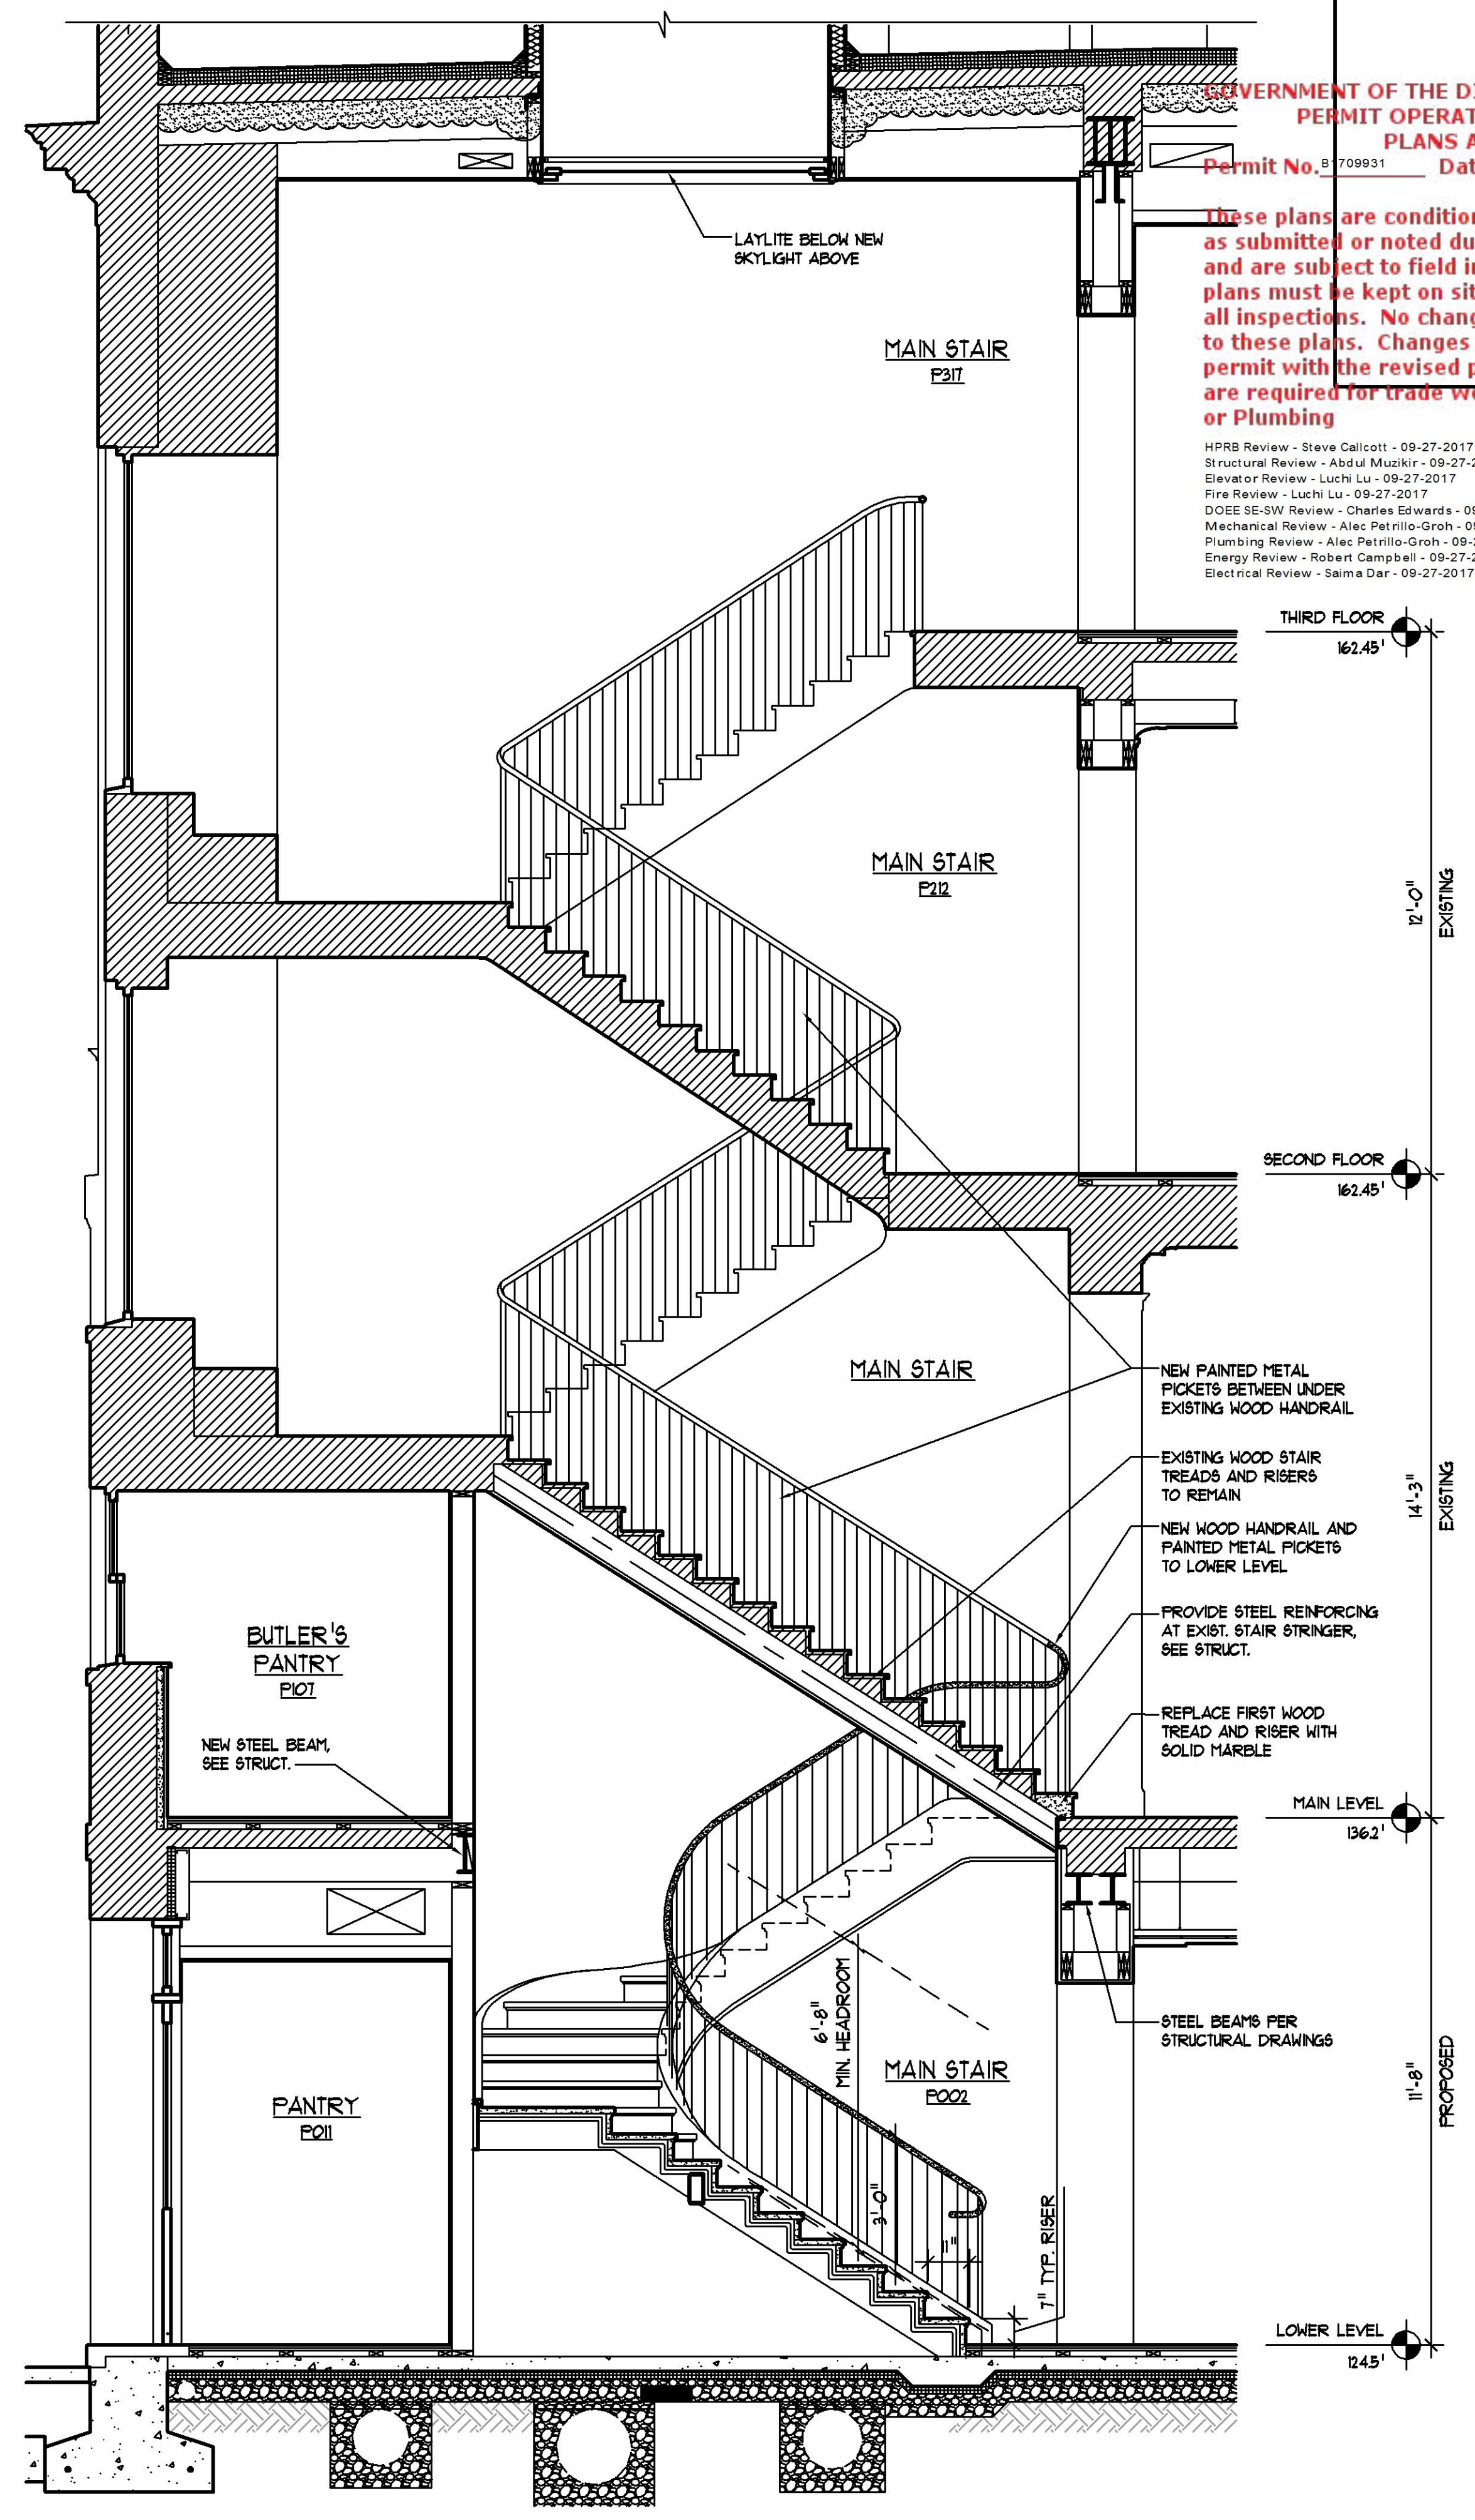 GOVERNMENT OF THE
PERMIT
PLANS
Permit No. B1709931
These plans are
as submitted or noted
and are subject to field
plans must be kept on
all inspections. No
to these plans. Changes
permit with the revised
are required for trade
or Plumbing
HPRB Review - Steve Callcott - 09-27-2017
Structural Review - Abdul Muzikir - 09-27-2
Elevator Review - Luchi Lu - 09-27-2017
Fire Review - Luchi Lu - 09-27-2017
DOEE SE-SW Review - Charles Edwards - 09
Mechanical Review - Alec Petrillo-Groh - 09
Plumbing Review - Alec Petrillo-Groh - 09-2
Energy Review - Robert Campbell - 09-27-2
Electrical Review - Saima Dar - 09-27-2017
LAYLITE BELOW NEW
SKYLIGHT ABOVE
MAIN STAIR
P317
THIRD FLOOR
162.45'
MAIN STAIR
P212
12'-0"
EXISTING
SECOND FLOOR
162.45'
MAIN STAIR
NEW PAINTED METAL
PICKETS BETWEEN UNDER
EXISTING WOOD HANDRAIL
EXISTING WOOD STAIR
TREADS AND RISERS
TO REMAIN
14'-3"
EXISTING
NEW WOOD HANDRAIL AND
PAINTED METAL PICKETS
TO LOWER LEVEL
PROVIDE STEEL REINFORCING
AT EXIST. STAIR STRINGER,
SEE STRUCT.
BUTLER'S
PANTRY
P107
REPLACE FIRST WOOD
TREAD AND RISER WITH
SOLID MARBLE
NEW STEEL BEAM,
SEE STRUCT.
MAIN LEVEL
136.2'
6'-8"
MIN. HEADROOM
STEEL BEAMS PER
STRUCTURAL DRAWINGS
MAIN STAIR
P002
11'-8"
PROPOSED
PANTRY
P011
3'-0"
11"
7" TYP. RISER
LOWER LEVEL
124.5'